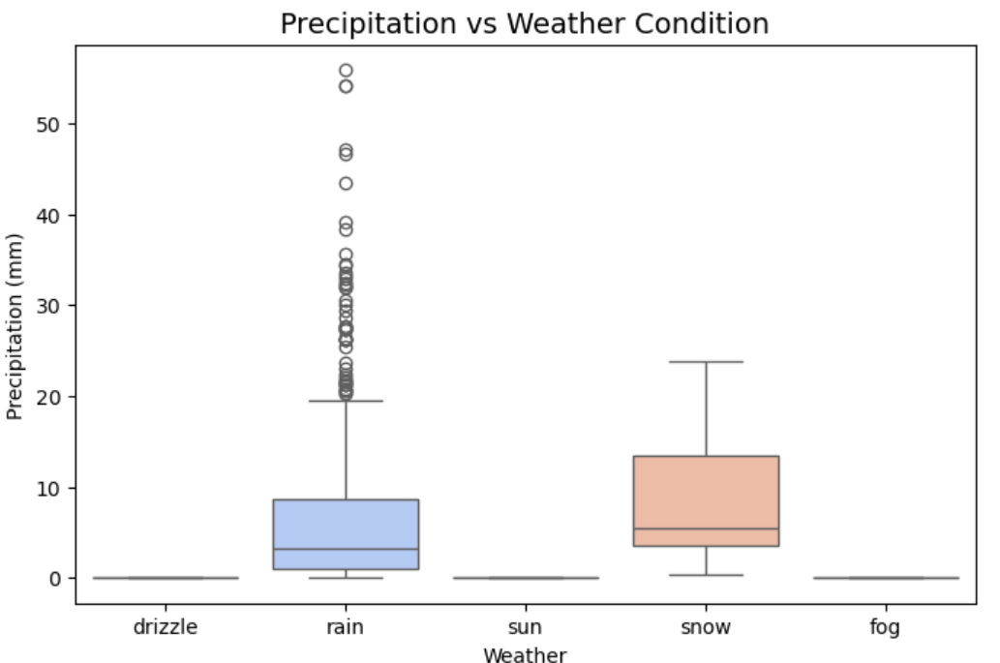 Precipitation vs Weather Condition
Precipitation (mm)
50
40
30
20
10
0
drizzle rain sun snow fog
Weather